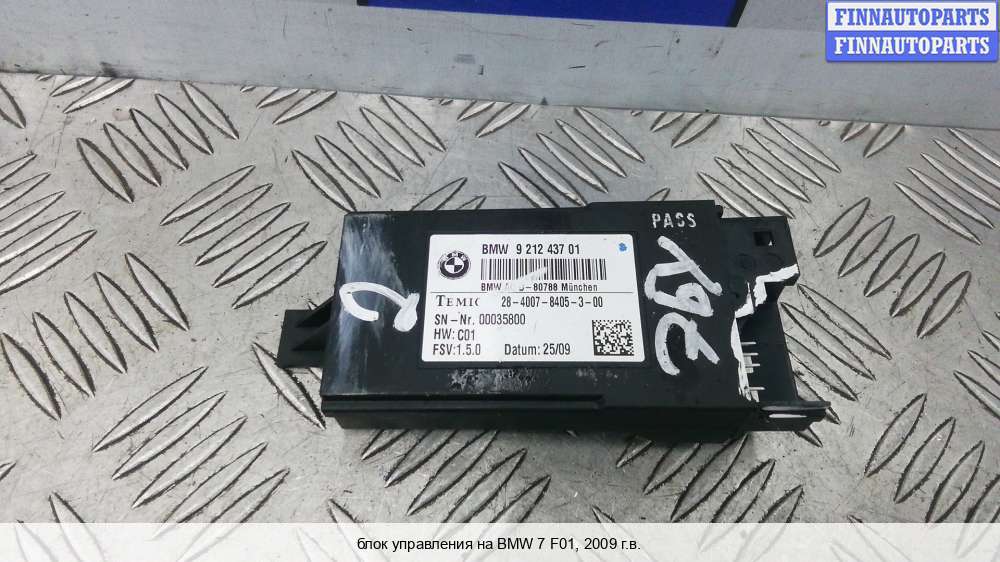 FINNAUTOPARTS
FINNAUTOPARTS
PASS
BMW 9 212 437 01
BMW AG D-80788 München
TEMIC 28-4007-8405-3-00
SN-Nr. 00035800
HW: C01
FSV:1.5.0 Datum: 25/09
2
блок управления на BMW 7 F01, 2009 г.в.